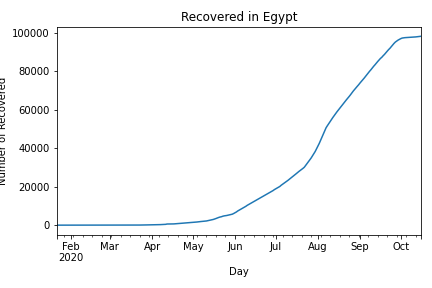 Recovered in Egypt
100000
80000
60000
40000
20000
0
Number of Recovered
Feb Mar Apr May Jun Jul Aug Sep Oct
2020
Day